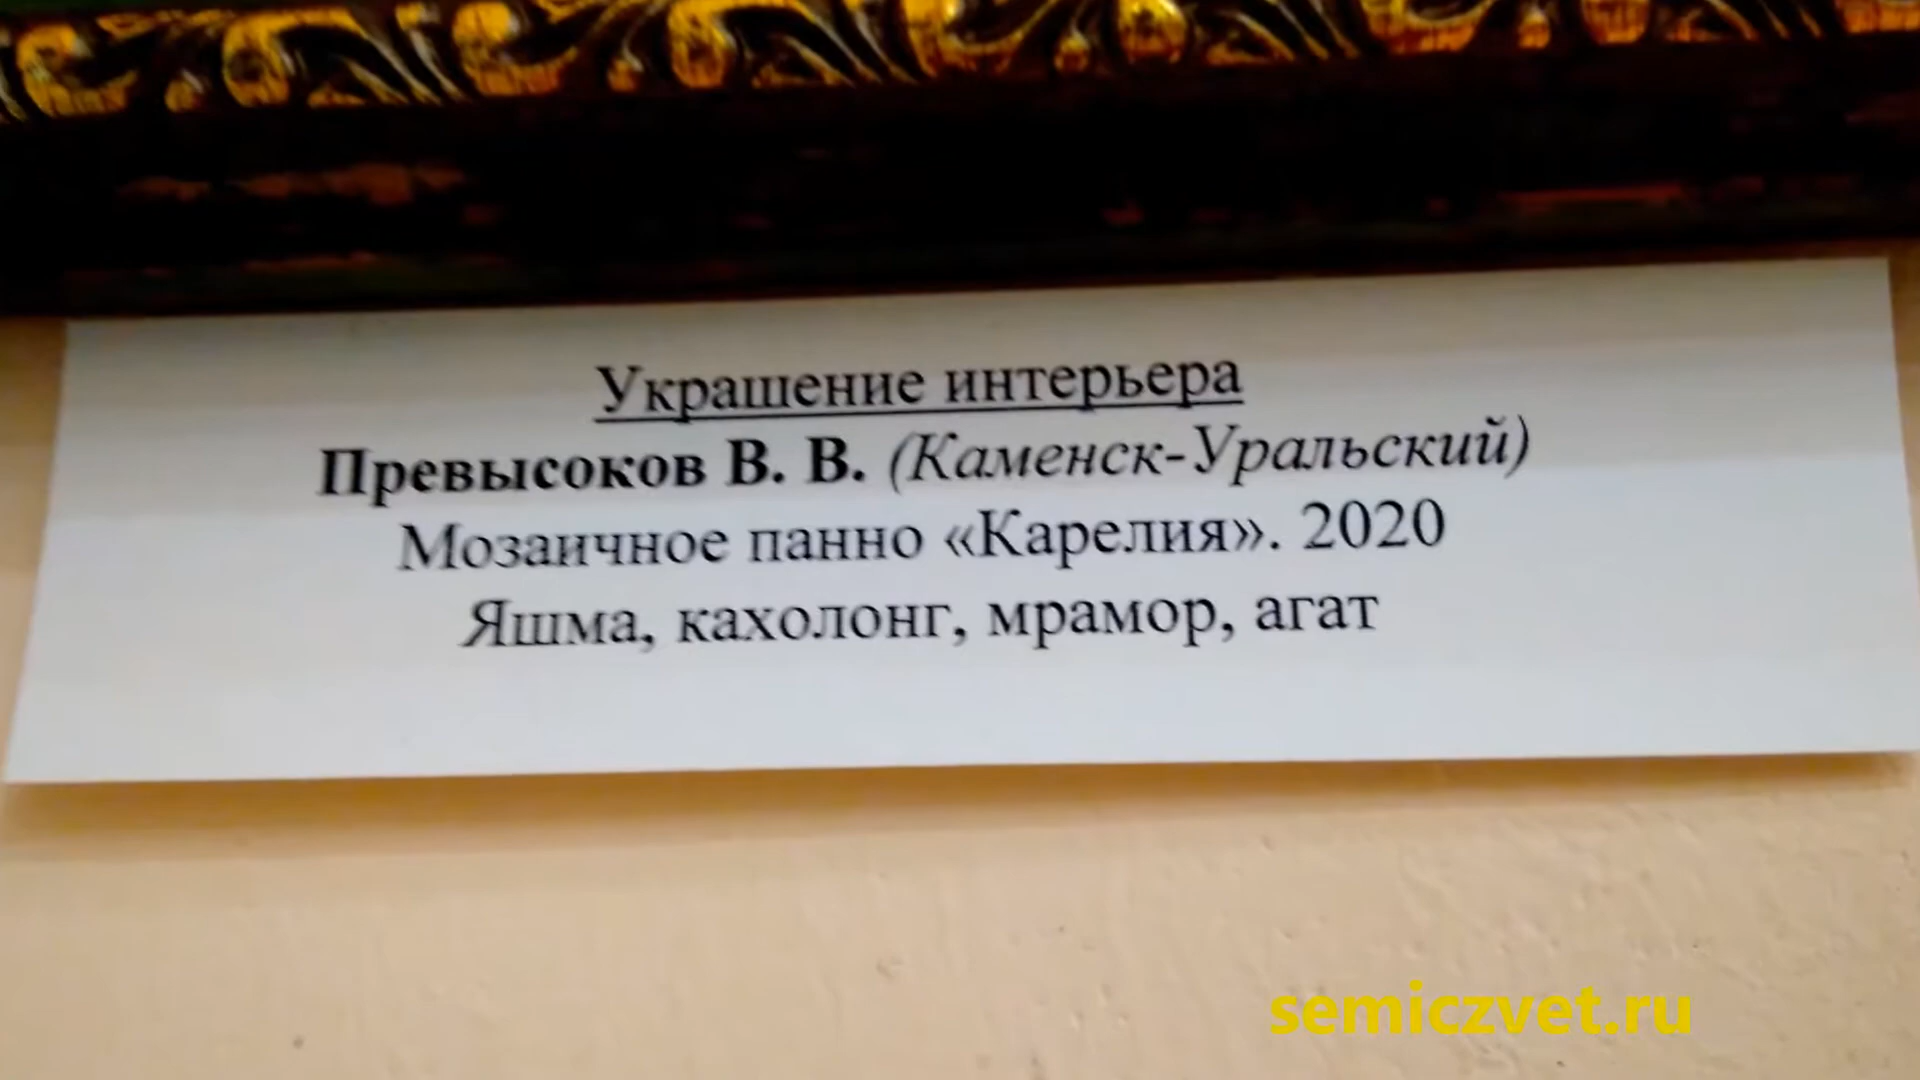 Украшение интерьера
Превысоков В. В. (Каменск-Уральский)
Мозаичное панно «Карелия». 2020
Яшма, кахолонг, мрамор, агат
semiczvet.ru